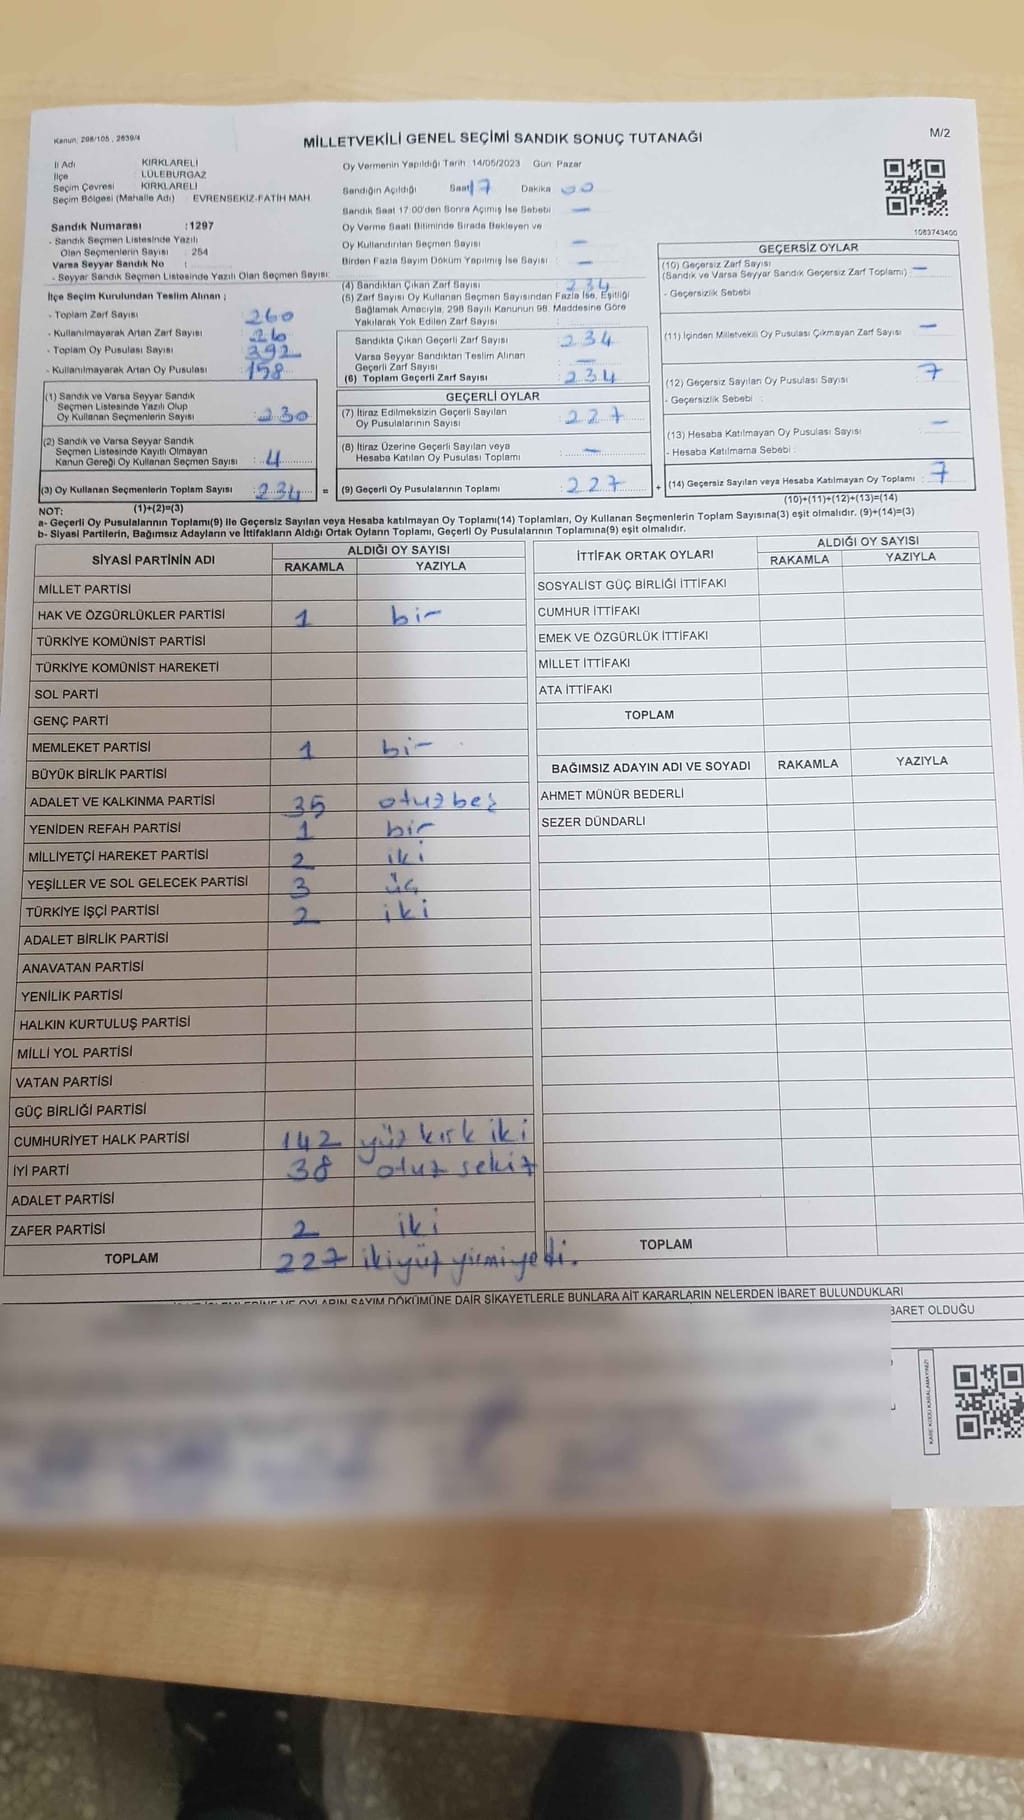 Kanun, 298/105 , 2839/4
MİLLETVEKİLİ GENEL SEÇİMİ SANDIK SONUÇ TUTANAĞI
M/2
İl Adı KIRKLARELİ
İlçe LÜLEBURGAZ
Seçim Çevresi KIRKLARELİ
Seçim Bölgesi (Mahalle Adı) EVRENSEKİZ-FATİH MAH
Sandık Numarası :1297
- Sandık Seçmen Listesinde Yazılı
Olan Seçmenlerin Sayısı : 254
Varsa Seyyar Sandık No :
- Seyyar Sandık Seçmen Listesinde Yazılı Olan Seçmen Sayısı:
İlçe Seçim Kurulundan Teslim Alınan ;
- Toplam Zarf Sayısı : 260
- Kullanılmayarak Artan Zarf Sayısı : 26
- Toplam Oy Pusulası Sayısı : 392
- Kullanılmayarak Artan Oy Pusulası : 158
(1) Sandık ve Varsa Seyyar Sandık
Seçmen Listesinde Yazılı Olup
Oy Kullanan Seçmenlerin Sayısı : 230
(2) Sandık ve Varsa Seyyar Sandık
Seçmen Listesinde Kayıtlı Olmayan
Kanun Gereği Oy Kullanan Seçmen Sayısı : 4
(3) Oy Kullanan Seçmenlerin Toplam Sayısı : 234 =
(1)+(2)=(3)
Oy Vermenin Yapıldığı Tarih :14/05/2023 Gün: Pazar
Sandığın Açıldığı Saat 17 Dakika 00
Sandık Saat 17:00'den Sonra Açılmış İse Sebebi : —
Oy Verme Saati Bitiminde Sırada Bekleyen ve
Oy Kullandırılan Seçmen Sayısı : —
Birden Fazla Sayım Döküm Yapılmış İse Sayısı : —
(4) Sandıktan Çıkan Zarf Sayısı : 234
(5) Zarf Sayısı Oy Kullanan Seçmen Sayısından Fazla İse, Eşitliği
Sağlamak Amacıyla, 298 Sayılı Kanunun 98. Maddesine Göre
Yakılarak Yok Edilen Zarf Sayısı :
Sandıkta Çıkan Geçerli Zarf Sayısı : 234
Varsa Seyyar Sandıktan Teslim Alınan
Geçerli Zarf Sayısı : —
(6) Toplam Geçerli Zarf Sayısı : 234
GEÇERLİ OYLAR
(7) İtiraz Edilmeksizin Geçerli Sayılan
Oy Pusulalarının Sayısı : 227
(8) İtiraz Üzerine Geçerli Sayılan veya
Hesaba Katılan Oy Pusulası Toplamı : —
(9) Geçerli Oy Pusulalarının Toplamı : 227 +
1083743400
GEÇERSİZ OYLAR
(10) Geçersiz Zarf Sayısı
(Sandık ve Varsa Seyyar Sandık Geçersiz Zarf Toplamı) : —
- Geçersizlik Sebebi :
(11) İçinden Milletvekili Oy Pusulası Çıkmayan Zarf Sayısı : —
(12) Geçersiz Sayılan Oy Pusulası Sayısı : 7
- Geçersizlik Sebebi :
(13) Hesaba Katılmayan Oy Pusulası Sayısı : —
- Hesaba Katılmama Sebebi :
(14) Geçersiz Sayılan veya Hesaba Katılmayan Oy Toplamı : 7
(10)+(11)+(12)+(13)=(14)
NOT:
a- Geçerli Oy Pusulalarının Toplamı(9) İle Geçersiz Sayılan veya Hesaba katılmayan Oy Toplamı(14) Toplamları, Oy Kullanan Seçmenlerin Toplam Sayısına(3) eşit olmalıdır. (9)+(14)=(3)
b- Siyasi Partilerin, Bağımsız Adayların ve İttifakların Aldığı Ortak Oyların Toplamı, Geçerli Oy Pusulalarının Toplamına(9) eşit olmalıdır.
SİYASİ PARTİNİN ADI ALDIĞI OY SAYISI
RAKAMLA YAZIYLA
MİLLET PARTİSİ
HAK VE ÖZGÜRLÜKLER PARTİSİ 1 bir
TÜRKİYE KOMÜNİST PARTİSİ
TÜRKİYE KOMÜNİST HAREKETİ
SOL PARTİ
GENÇ PARTİ
MEMLEKET PARTİSİ 1 bir
BÜYÜK BİRLİK PARTİSİ
ADALET VE KALKINMA PARTİSİ 35 otuzbeş
YENİDEN REFAH PARTİSİ 1 bir
MİLLİYETÇİ HAREKET PARTİSİ 2 iki
YEŞİLLER VE SOL GELECEK PARTİSİ 3 üç
TÜRKİYE İŞÇİ PARTİSİ 2 iki
ADALET BİRLİK PARTİSİ
ANAVATAN PARTİSİ
YENİLİK PARTİSİ
HALKIN KURTULUŞ PARTİSİ
MİLLİ YOL PARTİSİ
VATAN PARTİSİ
GÜÇ BİRLİĞİ PARTİSİ
CUMHURİYET HALK PARTİSİ 142 yüz kırk iki
İYİ PARTİ 38 otuz sekiz
ADALET PARTİSİ
ZAFER PARTİSİ 2 iki
TOPLAM 227 ikiyüz yirmiyedi.
İTTİFAK ORTAK OYLARI ALDIĞI OY SAYISI
RAKAMLA YAZIYLA
SOSYALİST GÜÇ BİRLİĞİ İTTİFAKI
CUMHUR İTTİFAKI
EMEK VE ÖZGÜRLÜK İTTİFAKI
MİLLET İTTİFAKI
ATA İTTİFAKI
TOPLAM
BAĞIMSIZ ADAYIN ADI VE SOYADI RAKAMLA YAZIYLA
AHMET MÜNÜR BEDERLİ
SEZER DÜNDARLI
TOPLAM
OYLARIN SAYIM DÖKÜMÜNE DAİR ŞİKAYETLERLE BUNLARA AİT KARARLARIN NELERDEN İBARET BULUNDUKLARI
BARET OLDUĞU
KARE KODU KARALAMAYINIZ!